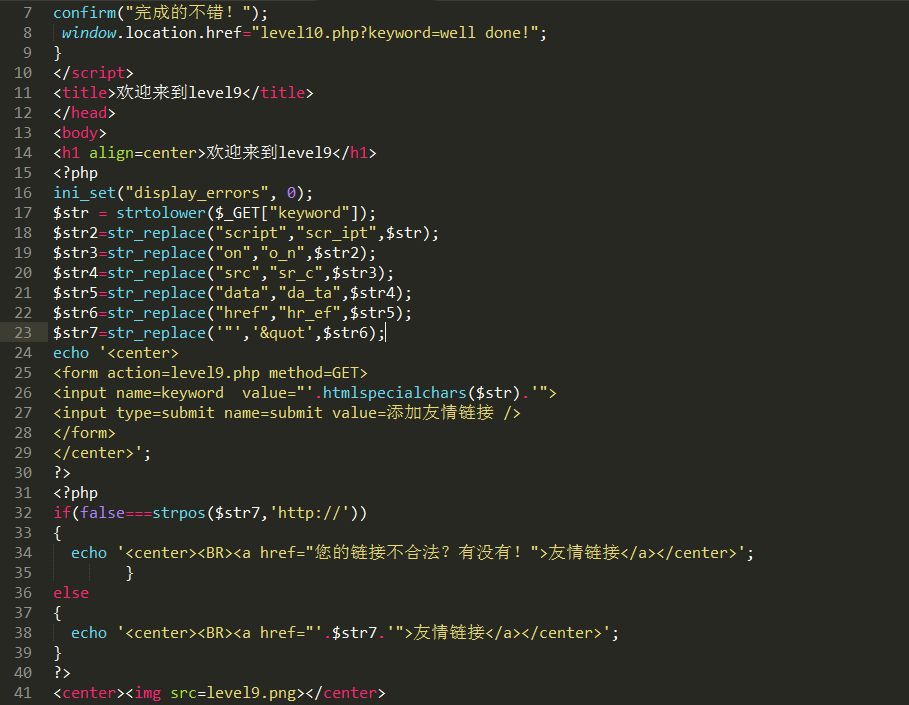 7 confirm("完成的不错！");
8 window.location.href="level10.php?keyword=well done!";
9 }
10 </script>
11 <title>欢迎来到level9</title>
12 </head>
13 <body>
14 <h1 align=center>欢迎来到level9</h1>
15 <?php
16 ini_set("display_errors", 0);
17 $str = strtolower($_GET["keyword"]);
18 $str2=str_replace("script","scr_ipt",$str);
19 $str3=str_replace("on","o_n",$str2);
20 $str4=str_replace("src","sr_c",$str3);
21 $str5=str_replace("data","da_ta",$str4);
22 $str6=str_replace("href","hr_ef",$str5);
23 $str7=str_replace('"','&quot',$str6);
24 echo '<center>
25 <form action=level9.php method=GET>
26 <input name=keyword  value="'.htmlspecialchars($str).'">
27 <input type=submit name=submit value=添加友情链接 />
28 </form>
29 </center>';
30 ?>
31 <?php
32 if(false===strpos($str7,'http://'))
33 {
34   echo '<center><BR><a href="您的链接不合法？有没有！">友情链接</a></center>';
35         }
36 else
37 {
38   echo '<center><BR><a href="'.$str7.'">友情链接</a></center>';
39 }
40 ?>
41 <center><img src=level9.png></center>